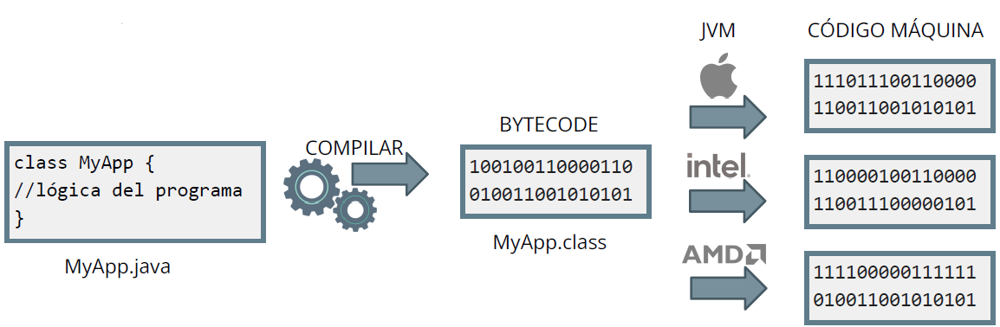 class MyApp {
//lógica del programa
}
MyApp.java
COMPILAR
BYTECODE
100100110000110
010011001010101
MyApp.class
JVM
intel.
AMD
CÓDIGO MÁQUINA
111011100110000
110011001010101
110000100110000
110011100000101
111100000111111
010011001010101